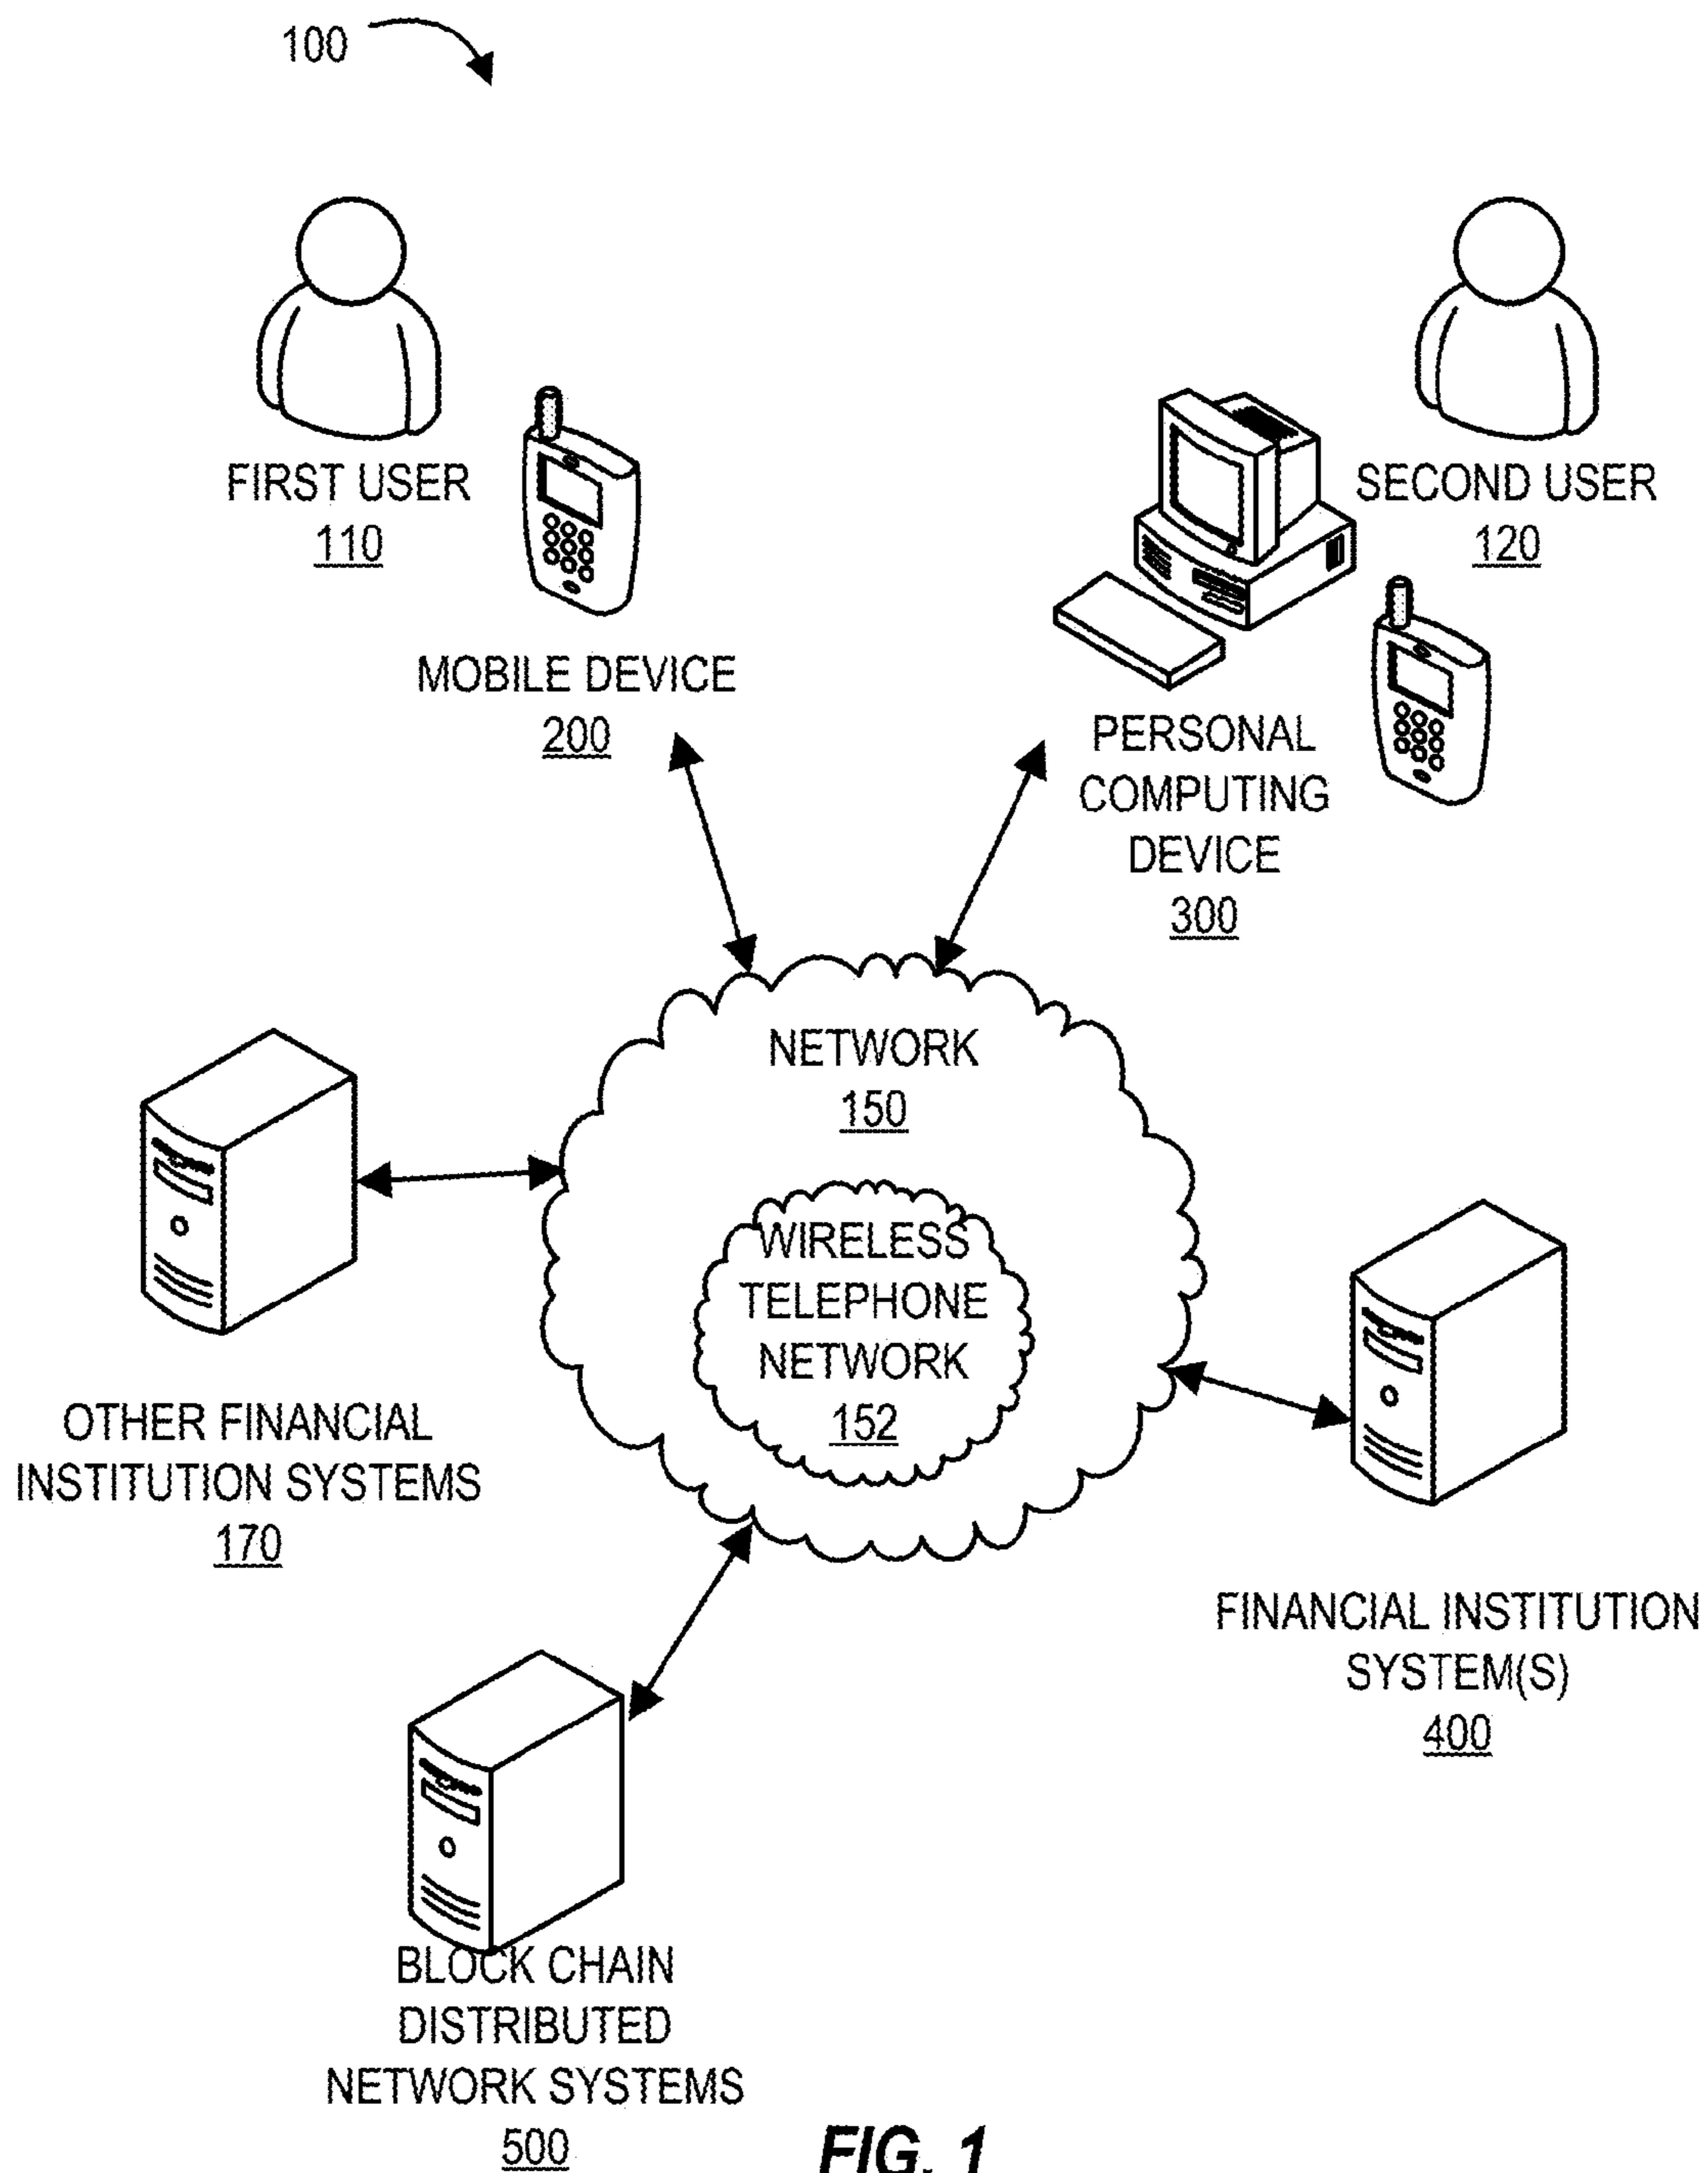 100
FIRST USER
110
SECOND USER
120
MOBILE DEVICE
200
PERSONAL
COMPUTING
DEVICE
300
NETWORK
150
WIRELESS
TELEPHONE
NETWORK
152
OTHER FINANCIAL
INSTITUTION SYSTEMS
170
FINANCIAL INSTITUTION
SYSTEM(S)
400
BLOCK CHAIN
DISTRIBUTED
NETWORK SYSTEMS
500
FIG. 1